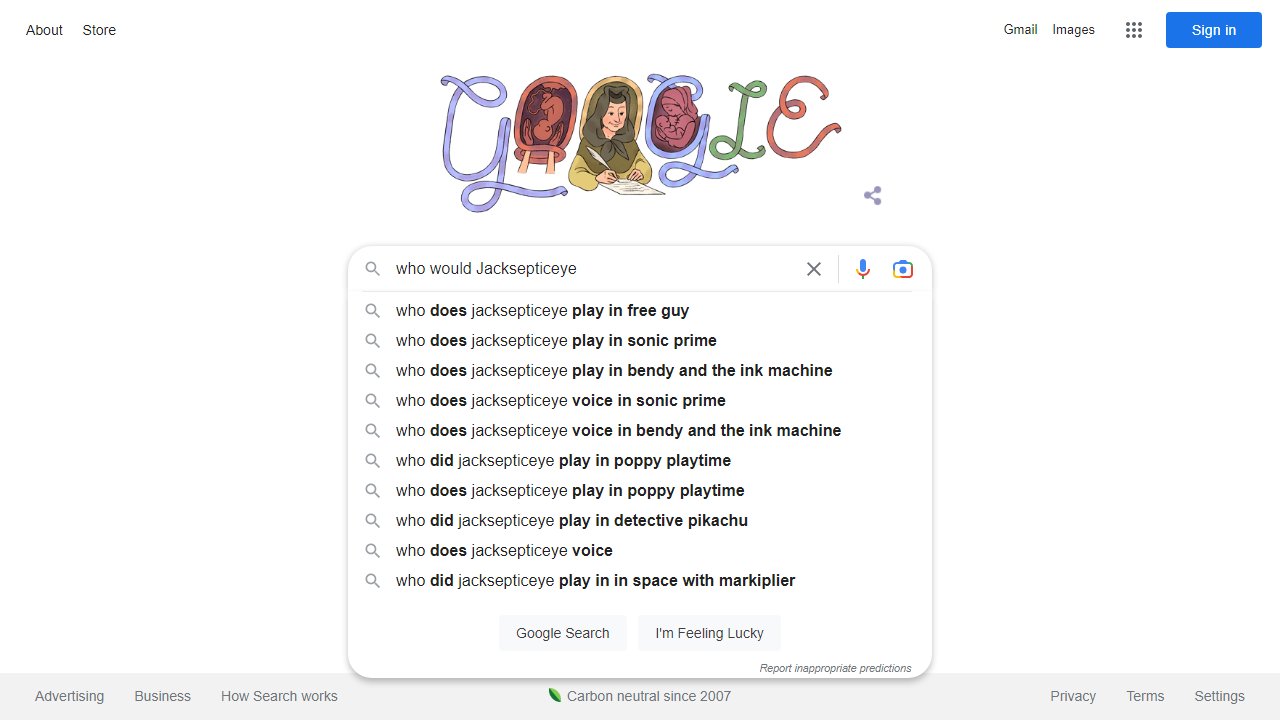 About Store
Gmail Images Sign in
GOOGLE
who would Jacksepticeye
who does jacksepticeye play in free guy
who does jacksepticeye play in sonic prime
who does jacksepticeye play in bendy and the ink machine
who does jacksepticeye voice in sonic prime
who does jacksepticeye voice in bendy and the ink machine
who did jacksepticeye play in poppy playtime
who does jacksepticeye play in poppy playtime
who did jacksepticeye play in detective pikachu
who does jacksepticeye voice
who did jacksepticeye play in in space with markiplier
Google Search I'm Feeling Lucky
Report inappropriate predictions
Advertising Business How Search works Carbon neutral since 2007 Privacy Terms Settings